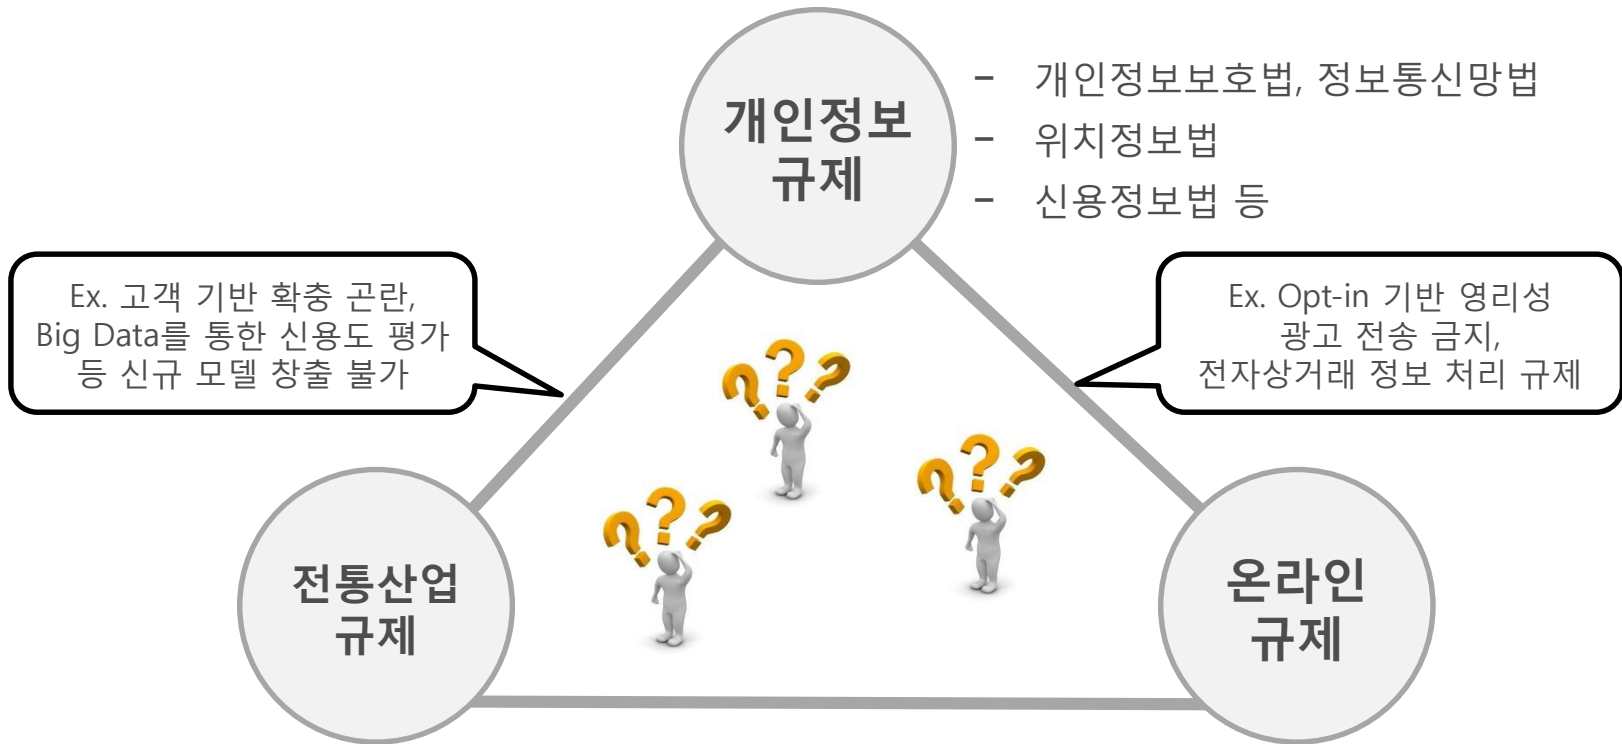 개인정보
규제
- 개인정보보호법, 정보통신망법
- 위치정보법
- 신용정보법 등
Ex. 고객 기반 확충 곤란,
Big Data를 통한 신용도 평가
등 신규 모델 창출 불가
Ex. Opt-in 기반 영리성
광고 전송 금지,
전자상거래 정보 처리 규제
전통산업
규제
온라인
규제